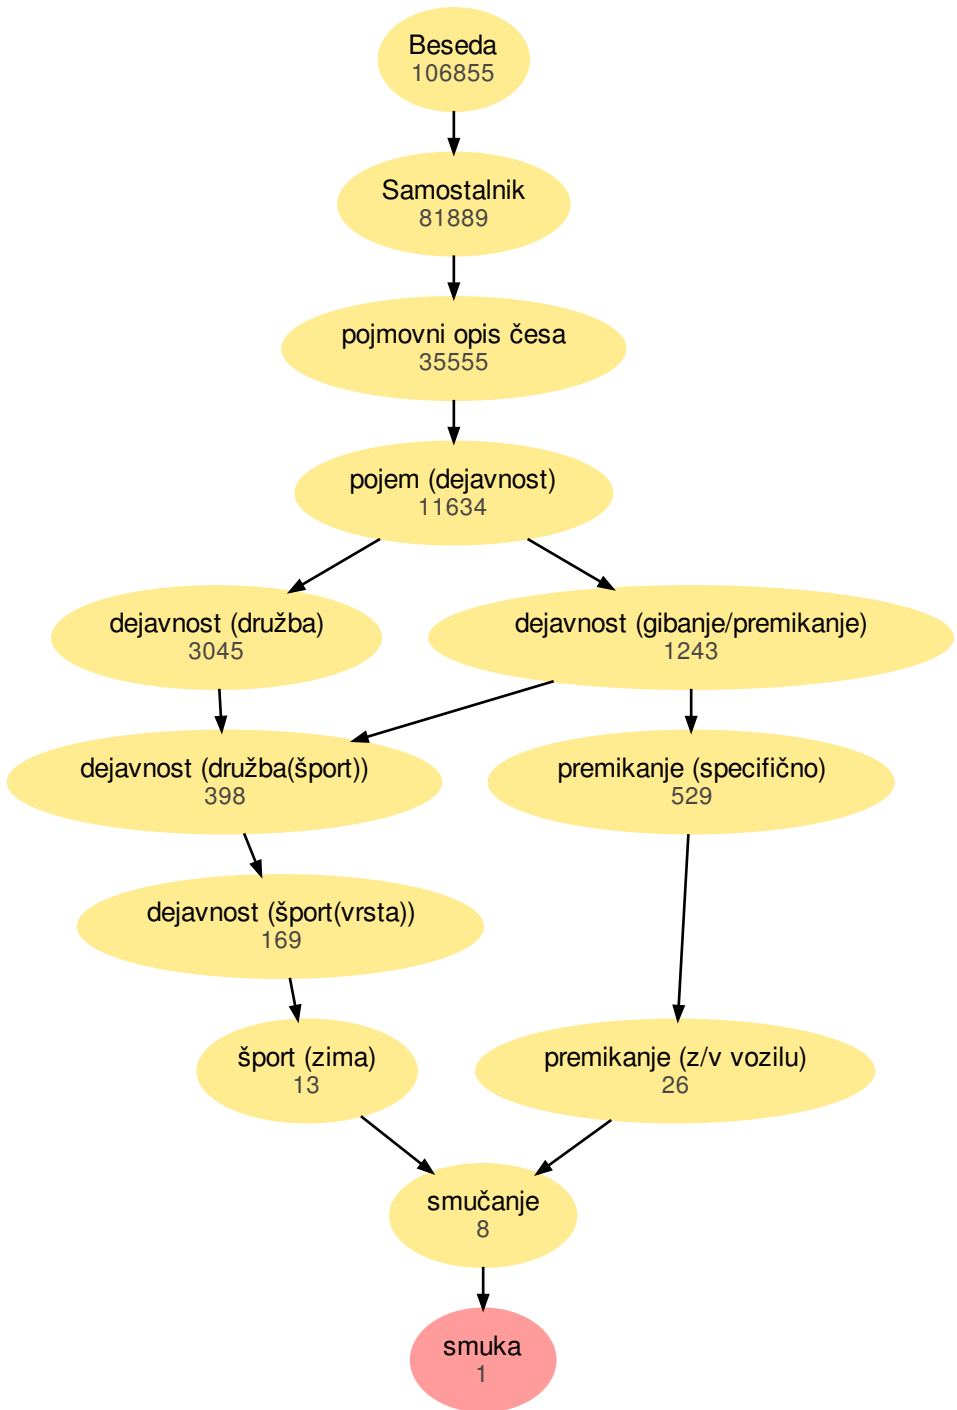 Beseda
106855
Samostalnik
81889
pojmovni opis česa
35555
pojem (dejavnost)
11634
dejavnost (družba)
3045
dejavnost (gibanje/premikanje)
1243
dejavnost (družba(šport))
398
premikanje (specifično)
529
dejavnost (šport(vrsta))
169
šport (zima)
13
premikanje (z/v vozilu)
26
smučanje
8
smuka
1